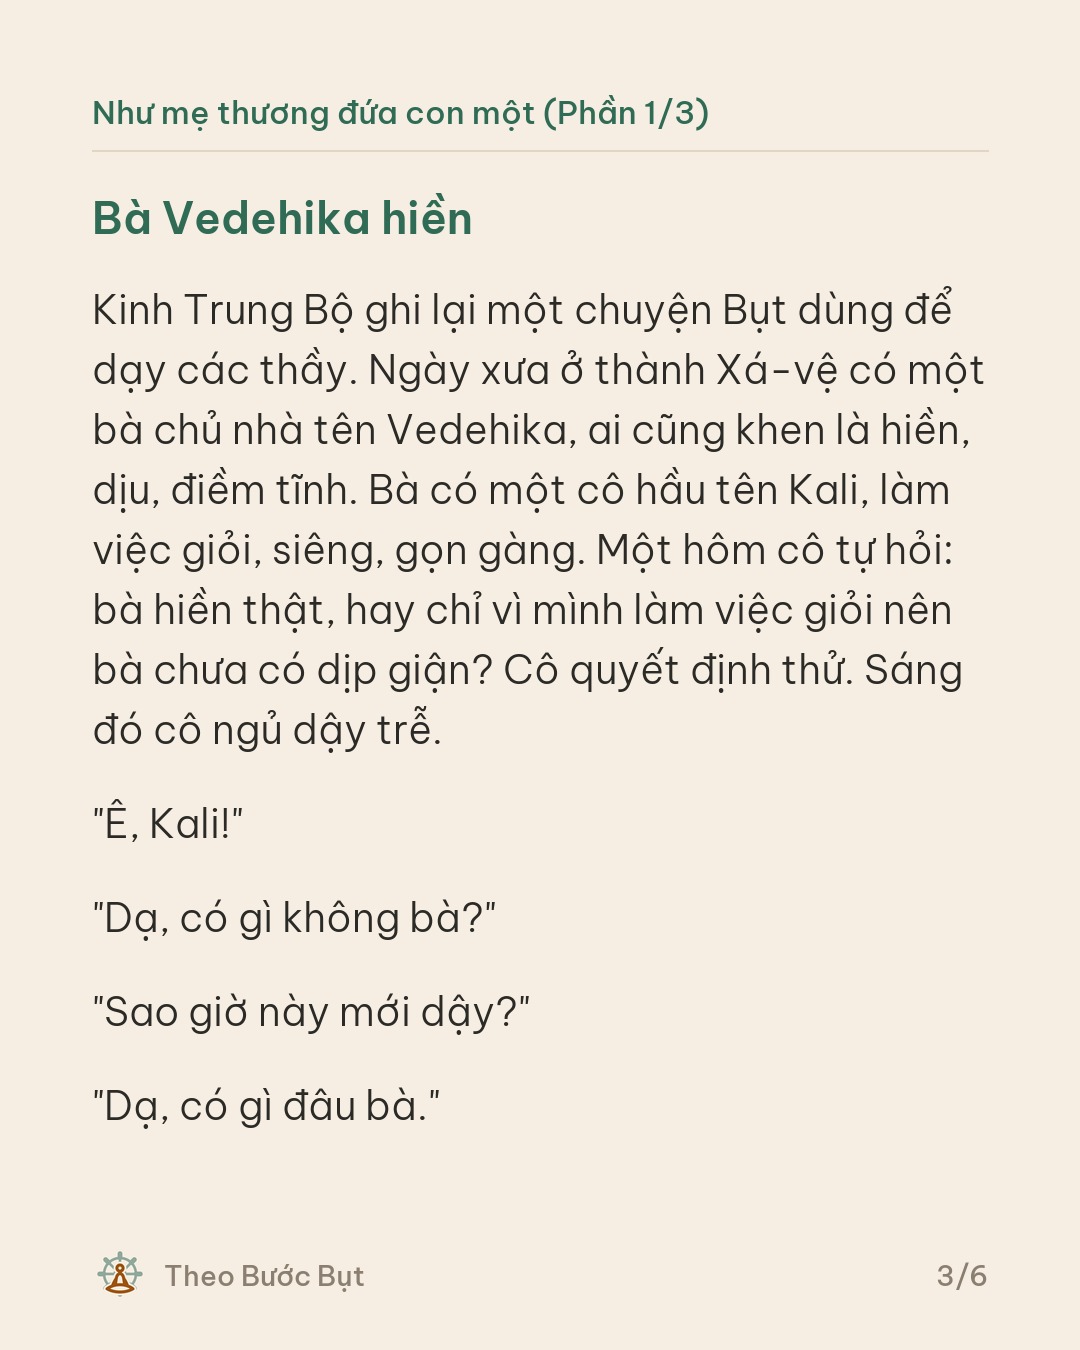 Như mẹ thương đứa con một (Phần 1/3)
Bà Vedehika hiền
Kinh Trung Bộ ghi lại một chuyện Bụt dùng để
dạy các thầy. Ngày xưa ở thành Xá-vệ có một
bà chủ nhà tên Vedehika, ai cũng khen là hiền,
dịu, điềm tĩnh. Bà có một cô hầu tên Kali, làm
việc giỏi, siêng, gọn gàng. Một hôm cô tự hỏi:
bà hiền thật, hay chỉ vì mình làm việc giỏi nên
bà chưa có dịp giận? Cô quyết định thử. Sáng
đó cô ngủ dậy trễ.
"Ê, Kali!"
"Dạ, có gì không bà?"
"Sao giờ này mới dậy?"
"Dạ, có gì đâu bà."
Theo Bước Bụt
3/6